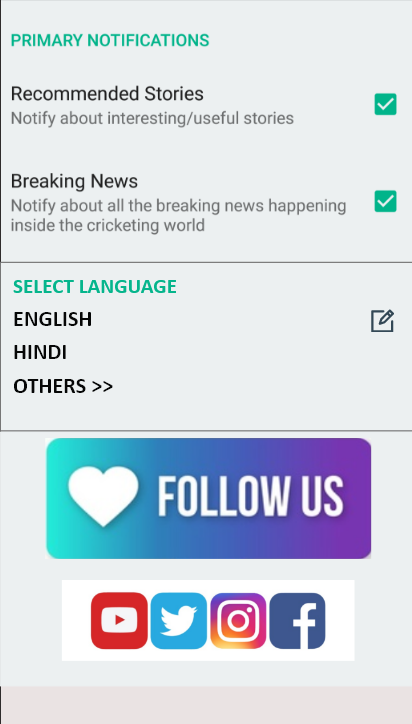 PRIMARY NOTIFICATIONS
Recommended Stories
Notify about interesting/useful stories
Breaking News
Notify about all the breaking news happening
inside the cricketing world
SELECT LANGUAGE
ENGLISH
HINDI
OTHERS >>
FOLLOW US